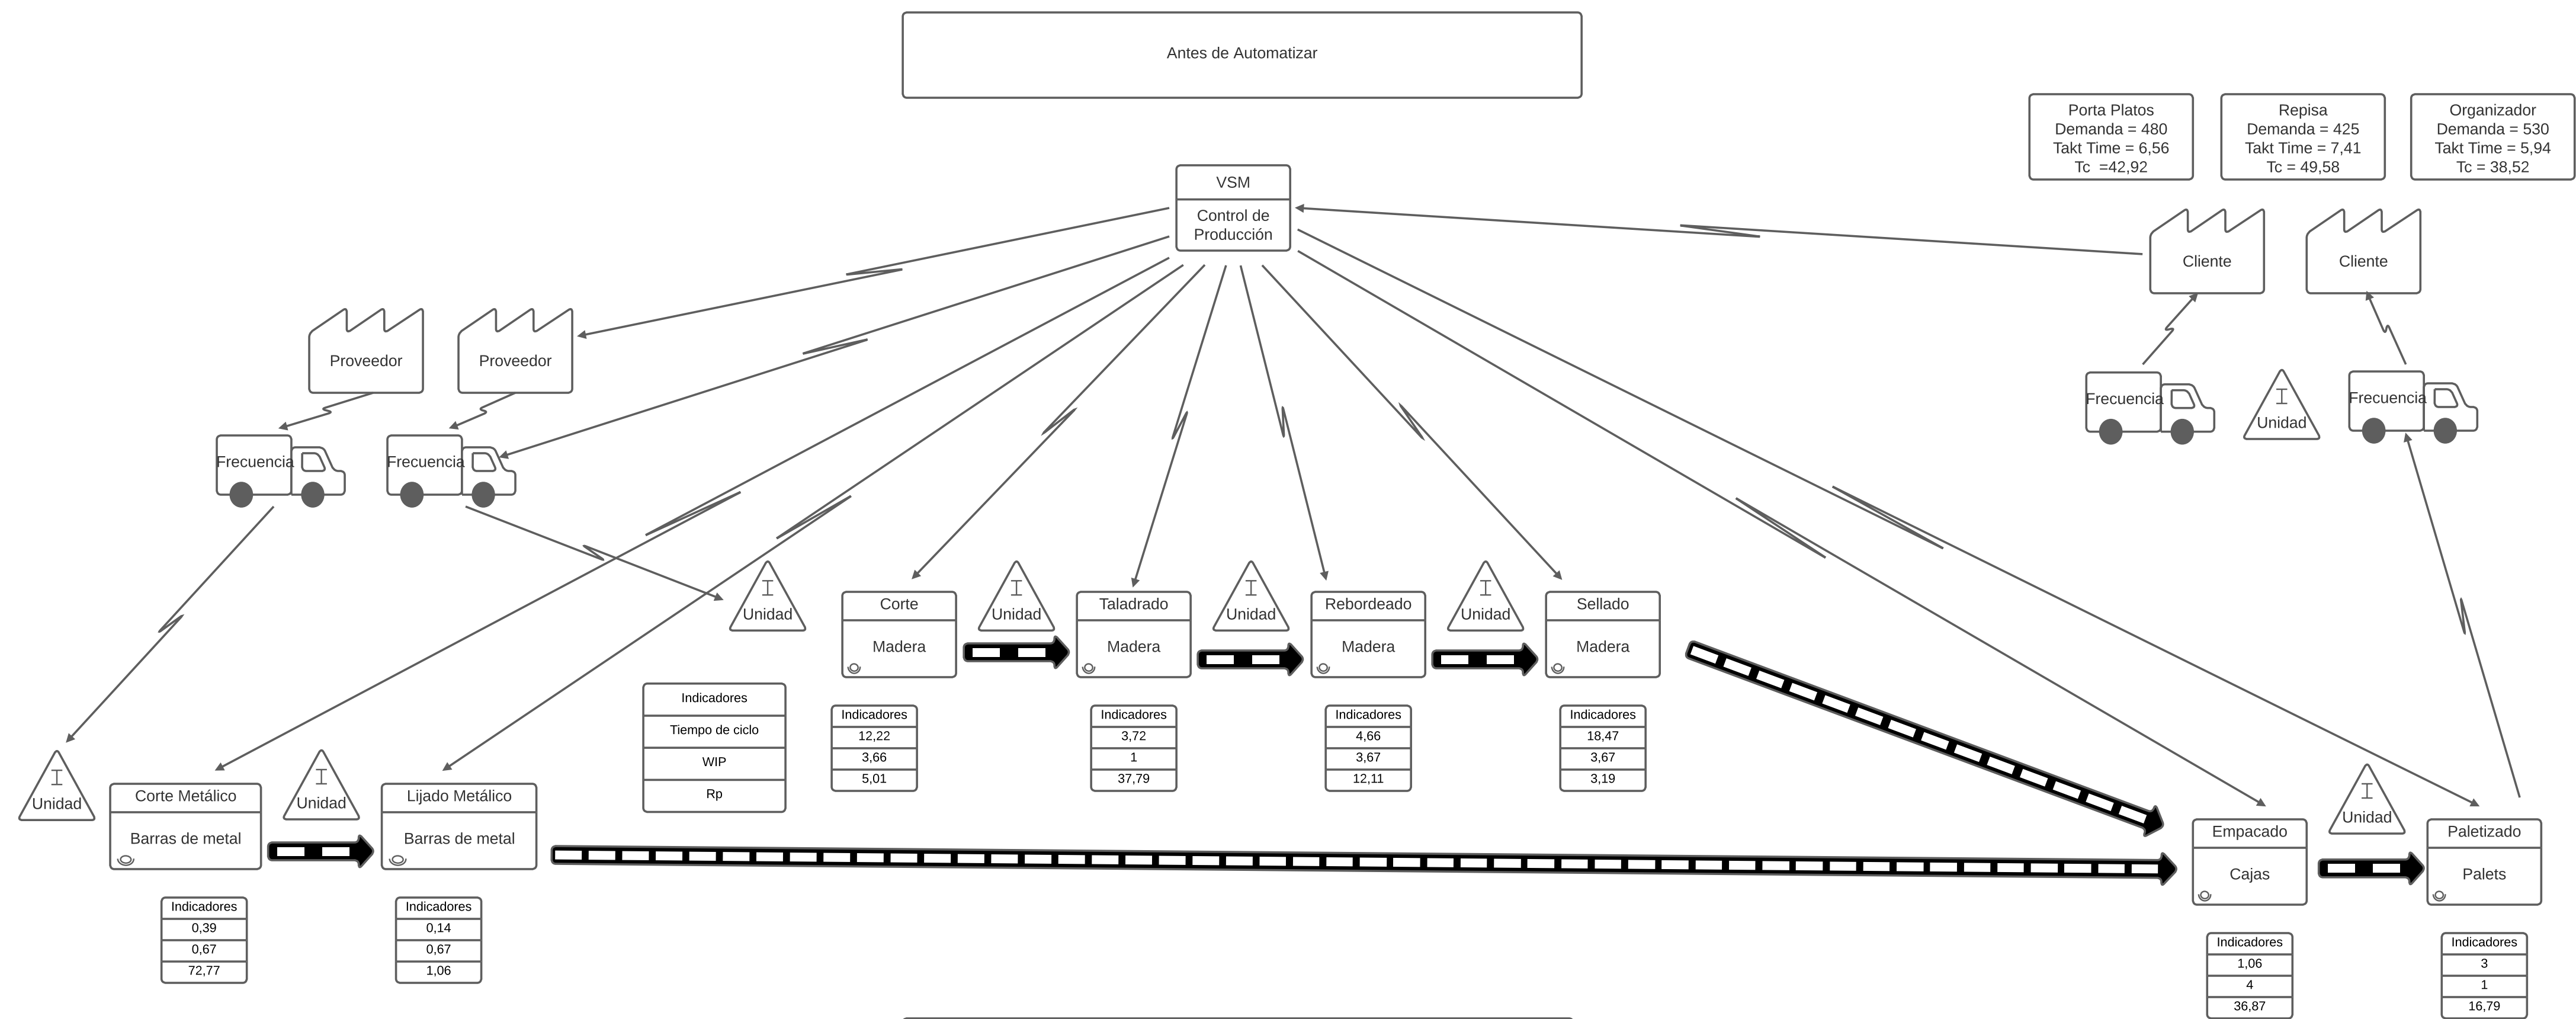 Antes de Automatizar
Porta Platos
Demanda = 480
Takt Time = 6,56
Tc =42,92
Repisa
Demanda = 425
Takt Time = 7,41
Tc = 49,58
Organizador
Demanda = 530
Takt Time = 5,94
Tc = 38,52
VSM
Control de
Producción
Cliente
Cliente
Proveedor
Proveedor
Frecuencia
Unidad
Frecuencia
Frecuencia
Frecuencia
Unidad
Corte
Madera
Unidad
Taladrado
Madera
Unidad
Rebordeado
Madera
Unidad
Sellado
Madera
Indicadores
Tiempo de ciclo
WIP
Rp
Indicadores
12,22
3,66
5,01
Indicadores
3,72
1
37,79
Indicadores
4,66
3,67
12,11
Indicadores
18,47
3,67
3,19
Unidad
Corte Metálico
Barras de metal
Unidad
Lijado Metálico
Barras de metal
Empacado
Cajas
Unidad
Paletizado
Palets
Indicadores
0,39
0,67
72,77
Indicadores
0,14
0,67
1,06
Indicadores
1,06
4
36,87
Indicadores
3
1
16,79